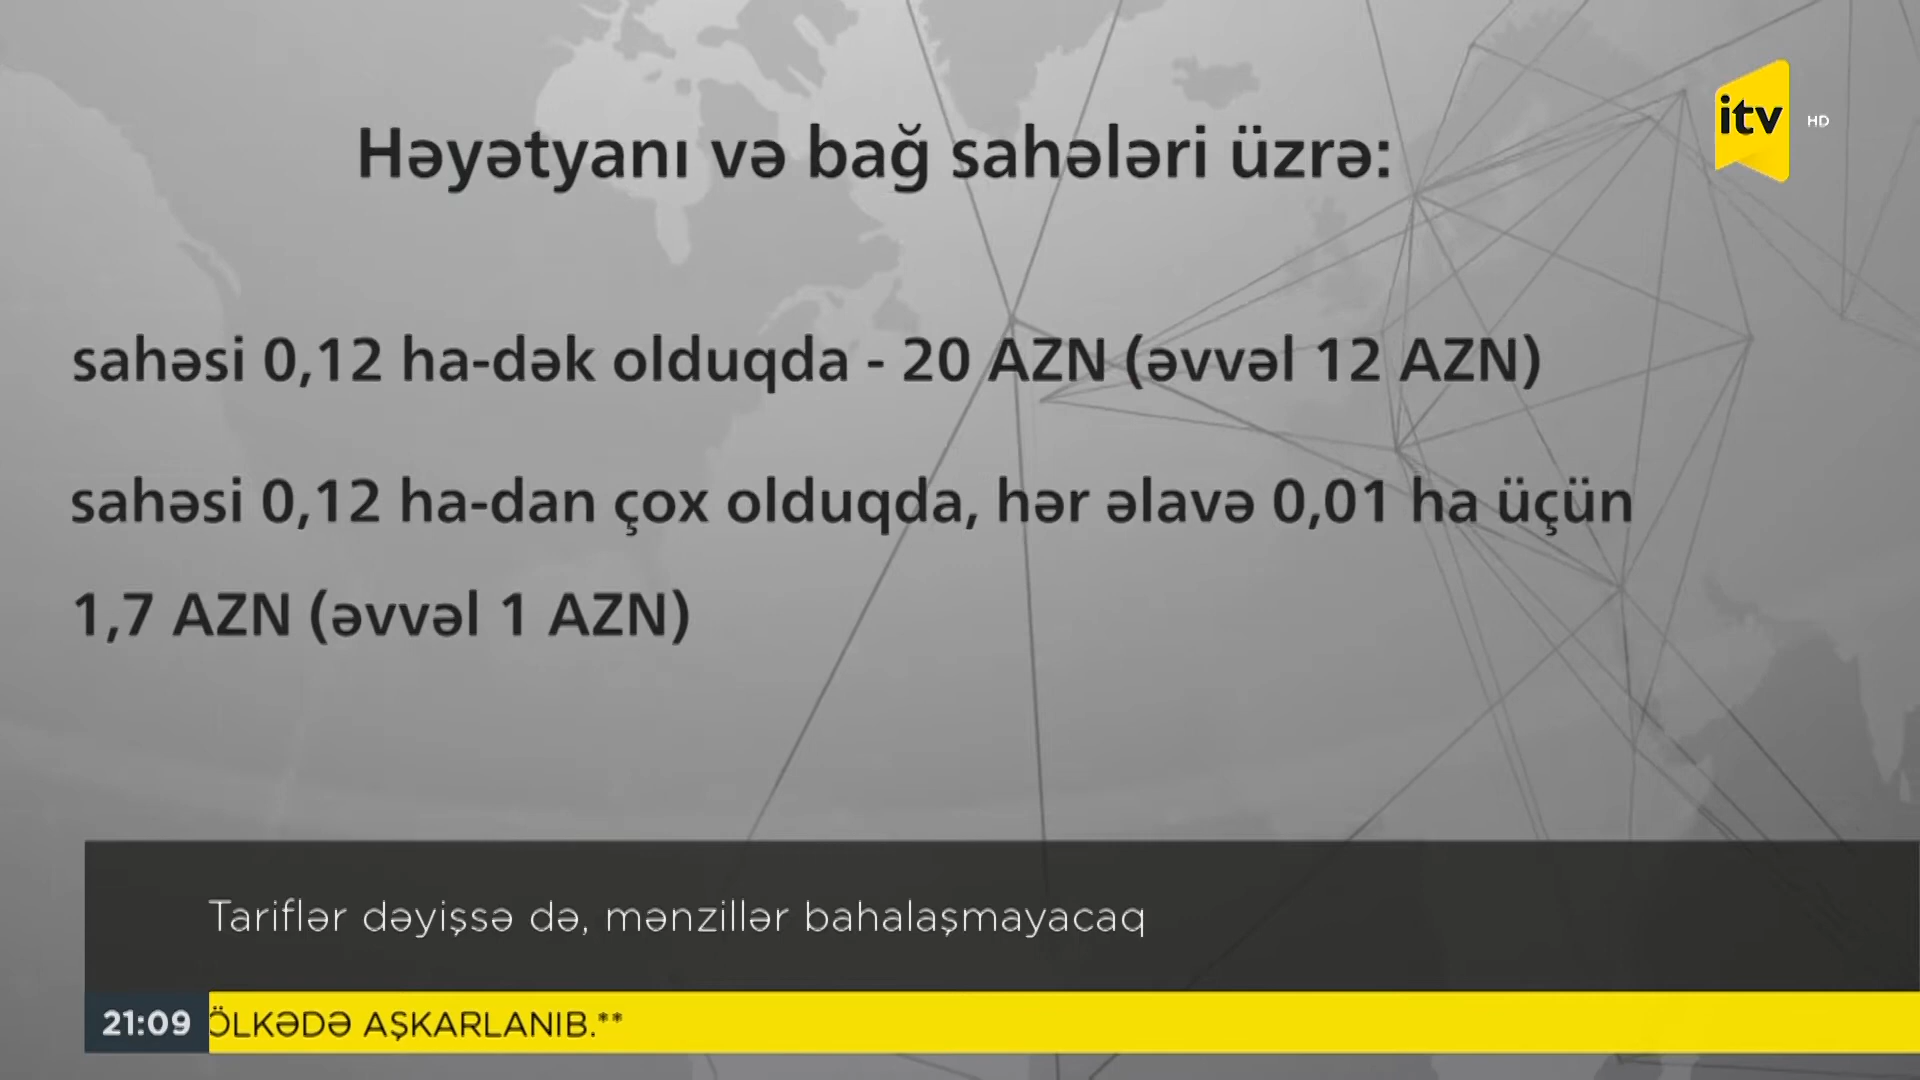 itv HD
Həyətyanı və bağ sahələri üzrə:
sahəsi 0,12 ha-dək olduqda - 20 AZN (əvvəl 12 AZN)
sahəsi 0,12 ha-dan çox olduqda, hər əlavə 0,01 ha üçün
1,7 AZN (əvvəl 1 AZN)
Tariflər dəyişsə də, mənzillər bahalaşmayacaq
21:09 ÖLKƏDƏ AŞKARLANIB.**